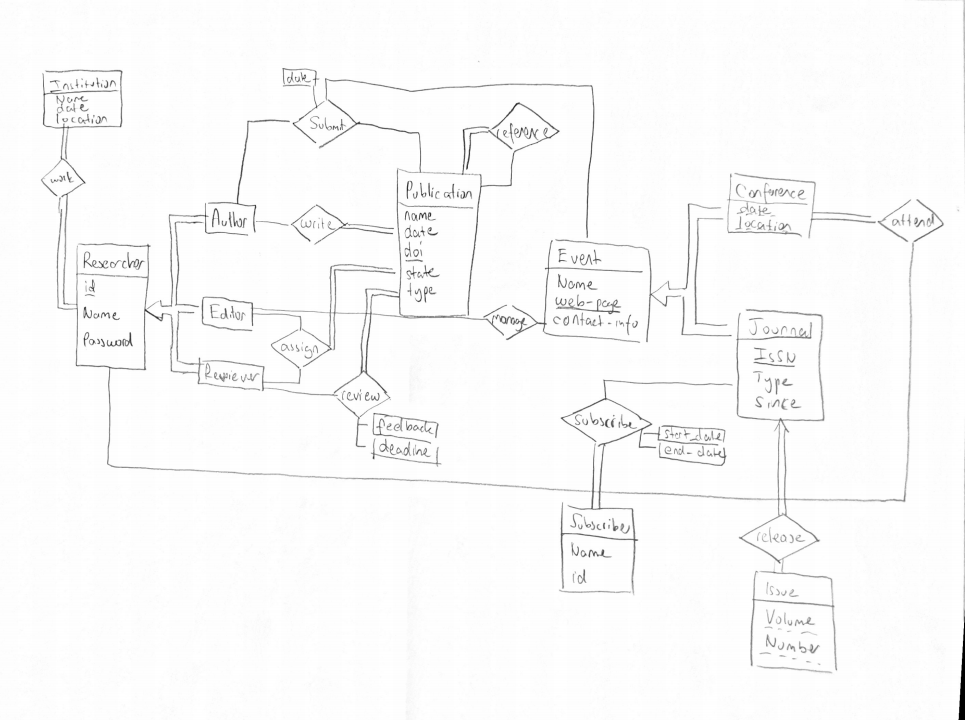 Institution
Name
date
location
work
Researcher
id
Name
Password
Author
Editor
Reviever
date
Submit
write
assign
review
feedback
deadline
reference
Publication
name
date
doi
state
type
manage
Event
Name
web-page
contact-info
Conference
date
location
attend
Journal
ISSN
Type
Since
subscribe
start_date
end-date
Subscriber
Name
id
release
Issue
Volume
Number